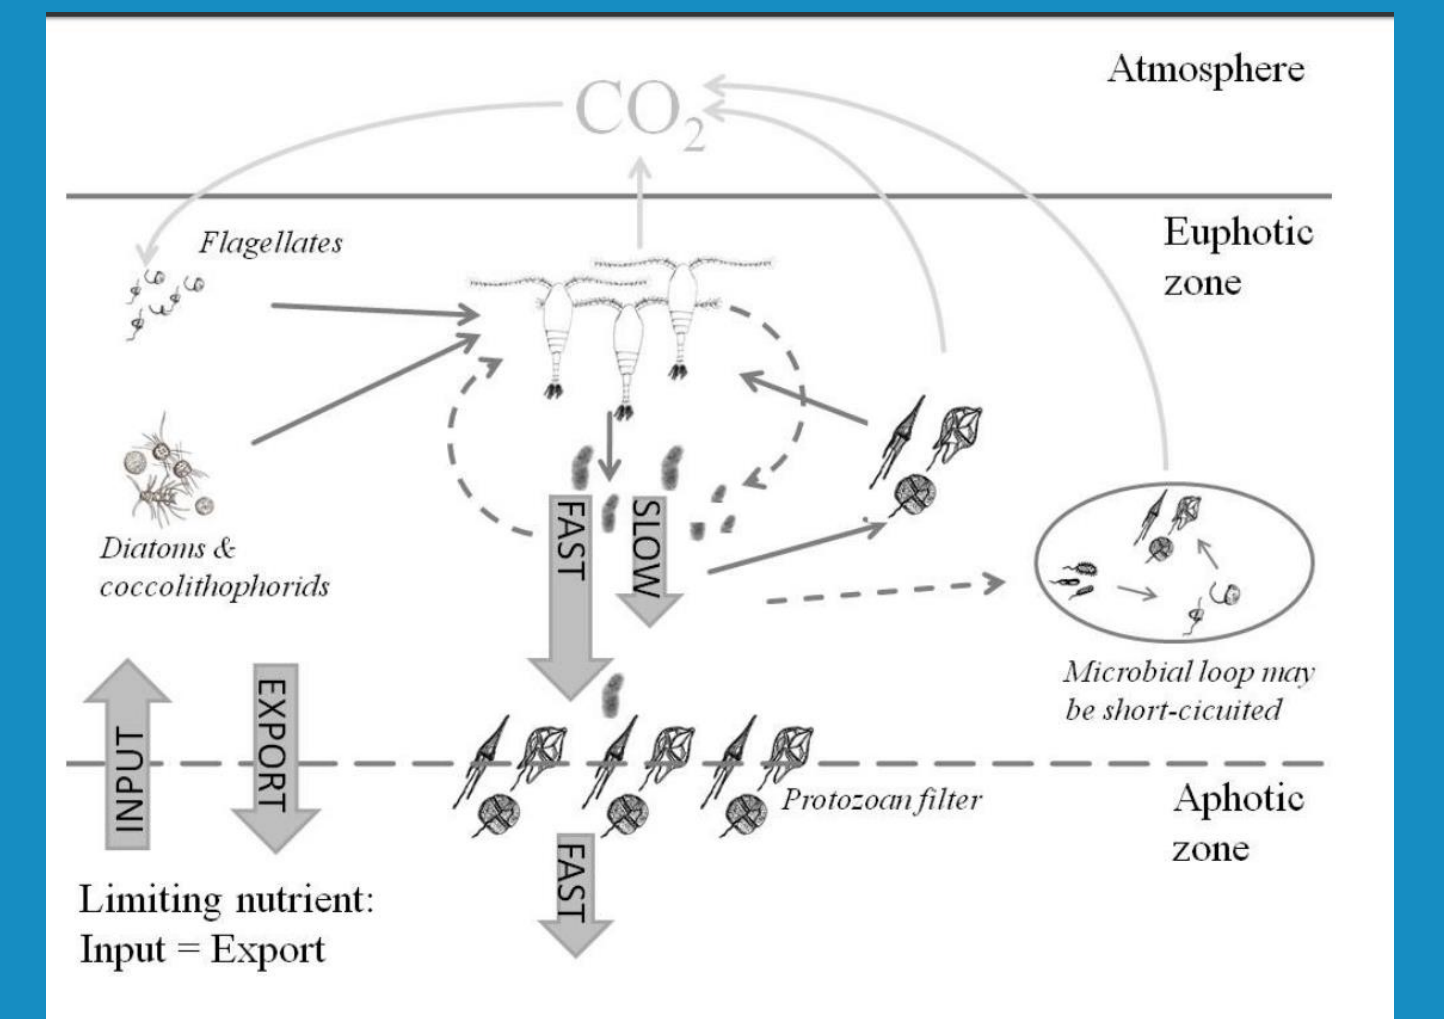 Atmosphere
CO2
Flagellates
Euphotic
zone
FAST
SLOW
Diatoms &
coccolithophorids
Microbial loop may
be short-cicuited
INPUT
EXPORT
Protozoan filter
Aphotic
zone
FAST
Limiting nutrient:
Input = Export